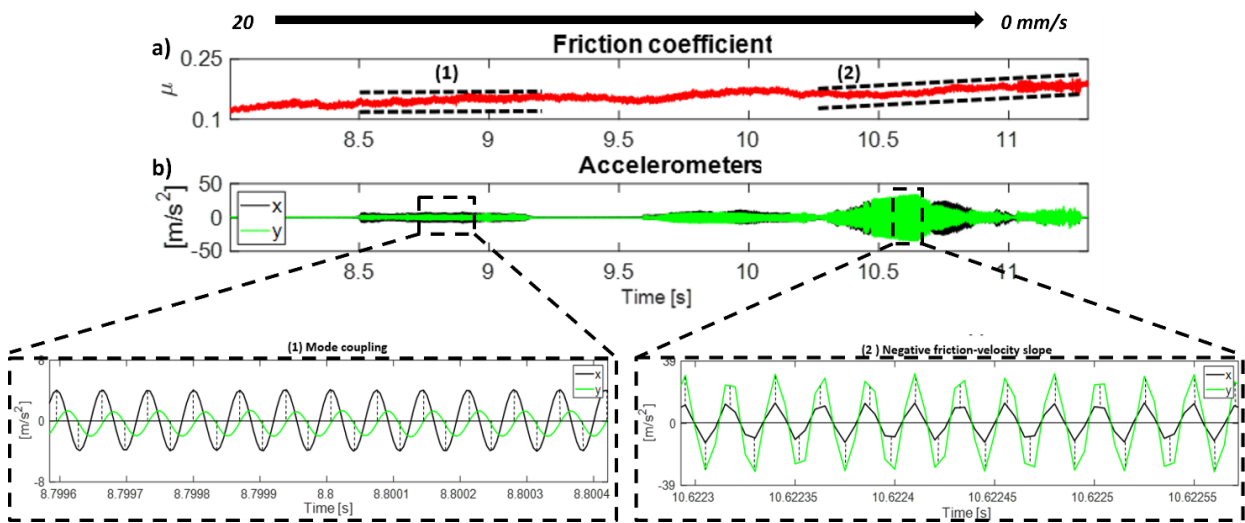 20 0 mm/s
a) Friction coefficient
0.25
(1) (2)
μ
0.1
8.5 9 9.5 10 10.5 11
b) Accelerometers
50
x
[m/s²] 0
y
-50
8.5 9 9.5 10 10.5 11
Time [s]
(1) Mode coupling
8
x
y
[m/s²]
0
-8
8.7996 8.7997 8.7998 8.7999 8.8 8.8001 8.8002 8.8003 8.8004
Time [s]
(2 ) Negative friction-velocity slope
39
x
y
[m/s²]
0
-39
10.6223 10.62235 10.6224 10.62245 10.6225 10.62255
Time [s]